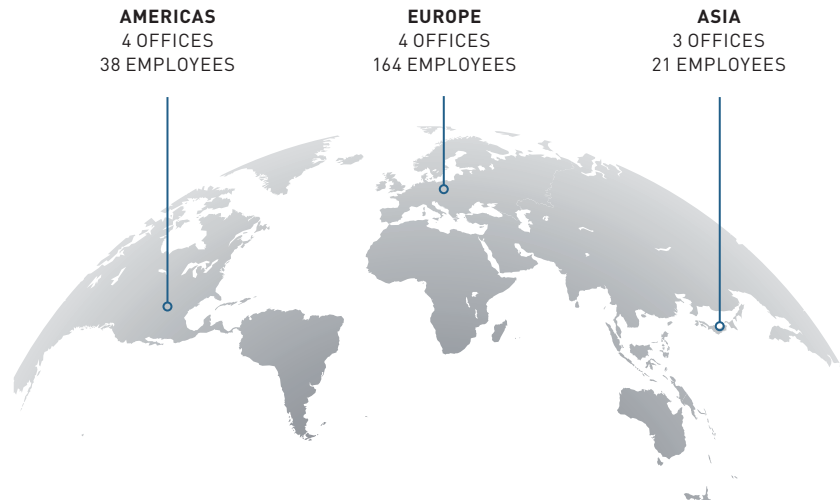 AMERICAS
4 OFFICES
38 EMPLOYEES
EUROPE
4 OFFICES
164 EMPLOYEES
ASIA
3 OFFICES
21 EMPLOYEES